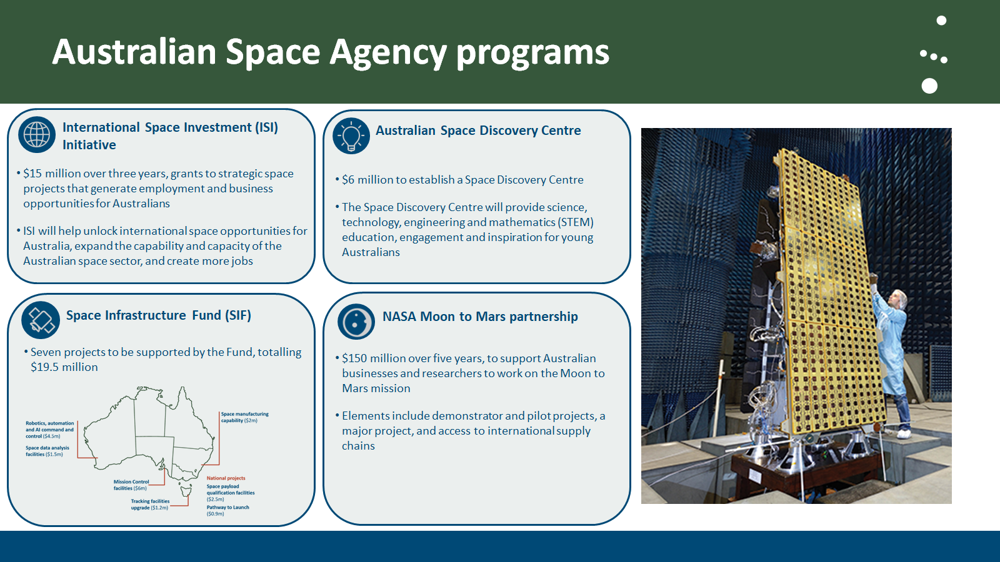 Australian Space Agency programs
International Space Investment (ISI)
Initiative
• $15 million over three years, grants to strategic space
projects that generate employment and business
opportunities for Australians
• ISI will help unlock international space opportunities for
Australia, expand the capability and capacity of the
Australian space sector, and create more jobs
Australian Space Discovery Centre
• $6 million to establish a Space Discovery Centre
• The Space Discovery Centre will provide science,
technology, engineering and mathematics (STEM)
education, engagement and inspiration for young
Australians
Space Infrastructure Fund (SIF)
• Seven projects to be supported by the Fund, totalling
$19.5 million
Robotics, automation
and AI command and
control ($4.5m)
Space data analysis
facilities ($1.5m)
Space manufacturing
capability ($2m)
Mission Control
facilities ($6m)
Tracking facilities
upgrade ($1.2m)
National projects
Space payload
qualification facilities
($2.5m)
Pathway to Launch
($0.9m)
NASA Moon to Mars partnership
• $150 million over five years, to support Australian
businesses and researchers to work on the Moon to
Mars mission
• Elements include demonstrator and pilot projects, a
major project, and access to international supply
chains